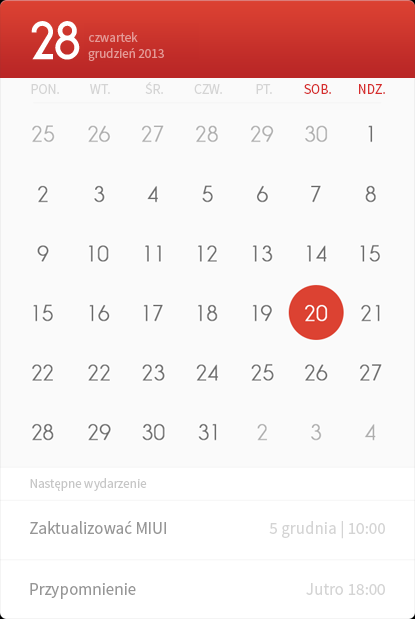 28 czwartek
grudzień 2013
PON. WT. ŚR. CZW. PT. SOB. NDZ.
25 26 27 28 29 30 1
2 3 4 5 6 7 8
9 10 11 12 13 14 15
15 16 17 18 19 20 21
22 22 23 24 25 26 27
28 29 30 31 2 3 4
Następne wydarzenie
Zaktualizować MIUI 5 grudnia | 10:00
Przypomnienie Jutro 18:00